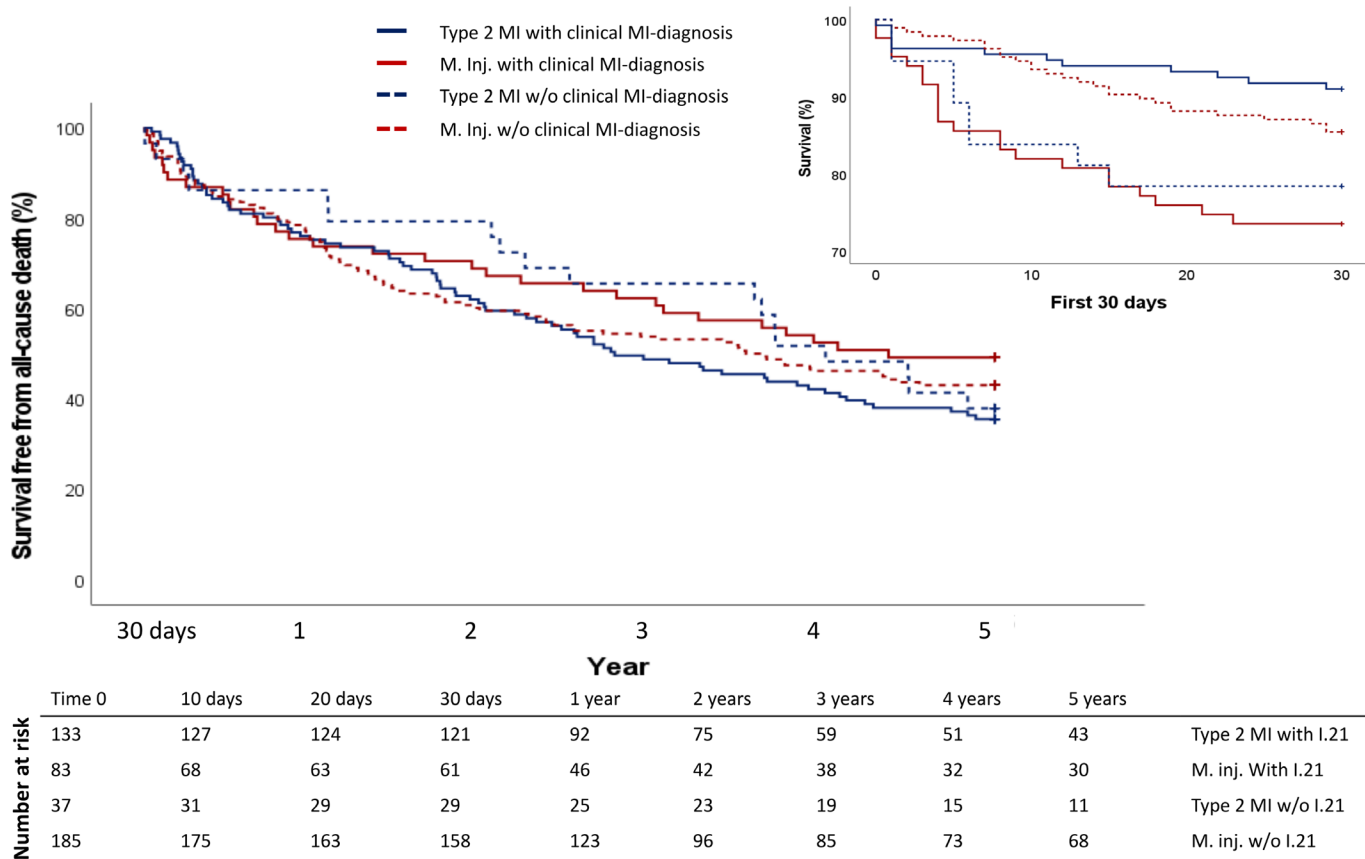 Type 2 MI with clinical MI-diagnosis
M. Inj. with clinical MI-diagnosis
Type 2 MI w/o clinical MI-diagnosis
M. Inj. w/o clinical MI-diagnosis
Survival free from all-cause death (%)
100
80
60
40
20
0
30 days 1 2 3 4 5
Year
Survival (%)
100
90
80
70
0 10 20 30
First 30 days
Number at risk
Time 0 10 days 20 days 30 days 1 year 2 years 3 years 4 years 5 years
133 127 124 121 92 75 59 51 43 Type 2 MI with I.21
83 68 63 61 46 42 38 32 30 M. inj. With I.21
37 31 29 29 25 23 19 15 11 Type 2 MI w/o I.21
185 175 163 158 123 96 85 73 68 M. inj. w/o I.21